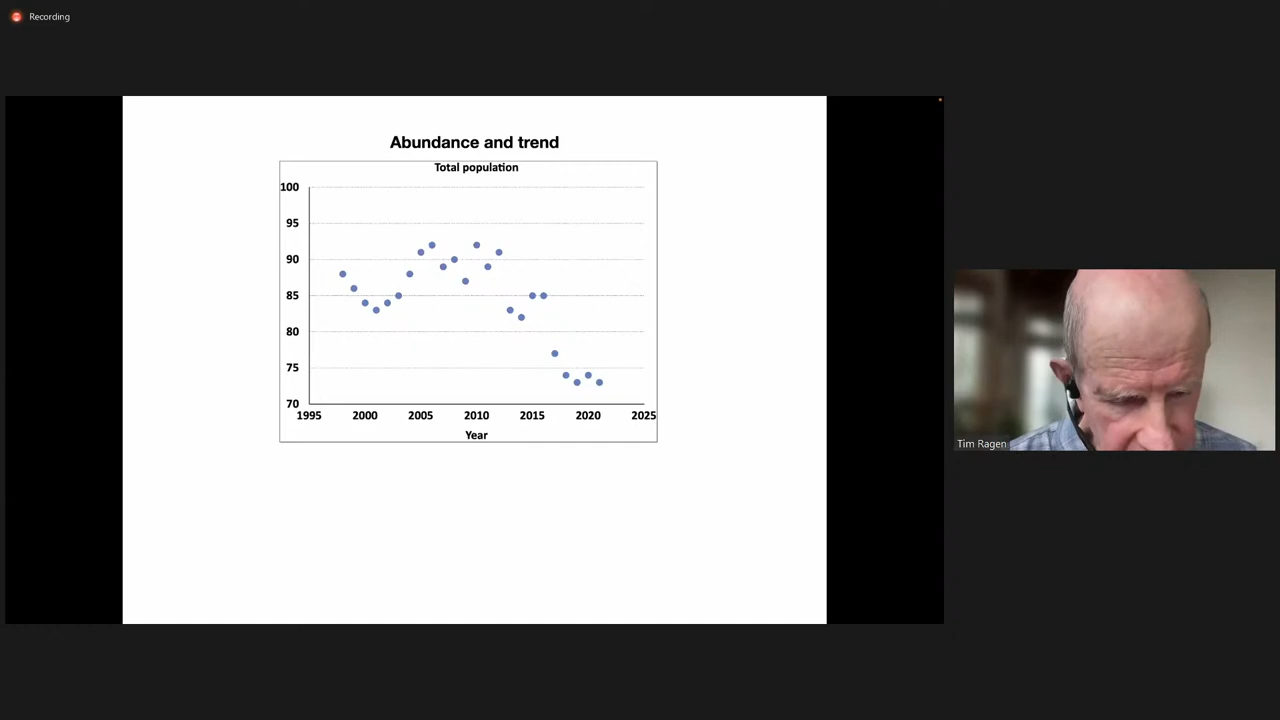 Recording
Abundance and trend
Total population
100
95
90
85
80
75
70
1995 2000 2005 2010 2015 2020 2025
Year
Tim Ragen